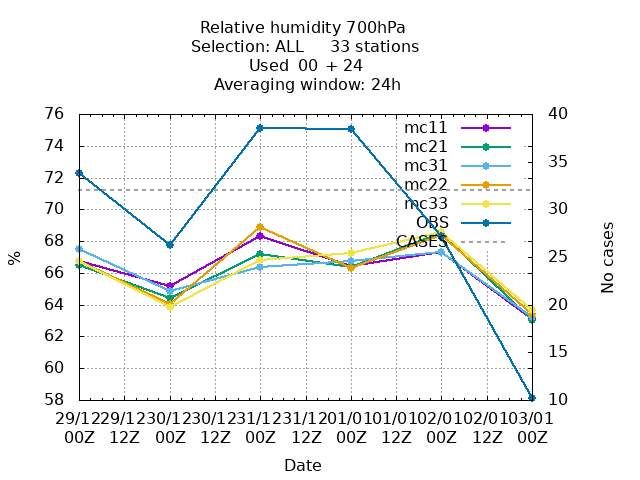 Relative humidity 700hPa
Selection: ALL 33 stations
Used 00 + 24
Averaging window: 24h
76
74
72
70
68
66
64
62
60
58
%
40
35
30
25
20
15
10
No cases
mc11
mc21
mc31
mc22
mc33
OBS
CASES
29/12 29/12 30/12 30/12 31/12 31/12 01/01 01/01 02/01 02/01 03/01
00Z 12Z 00Z 12Z 00Z 12Z 00Z 12Z 00Z 12Z 00Z
Date